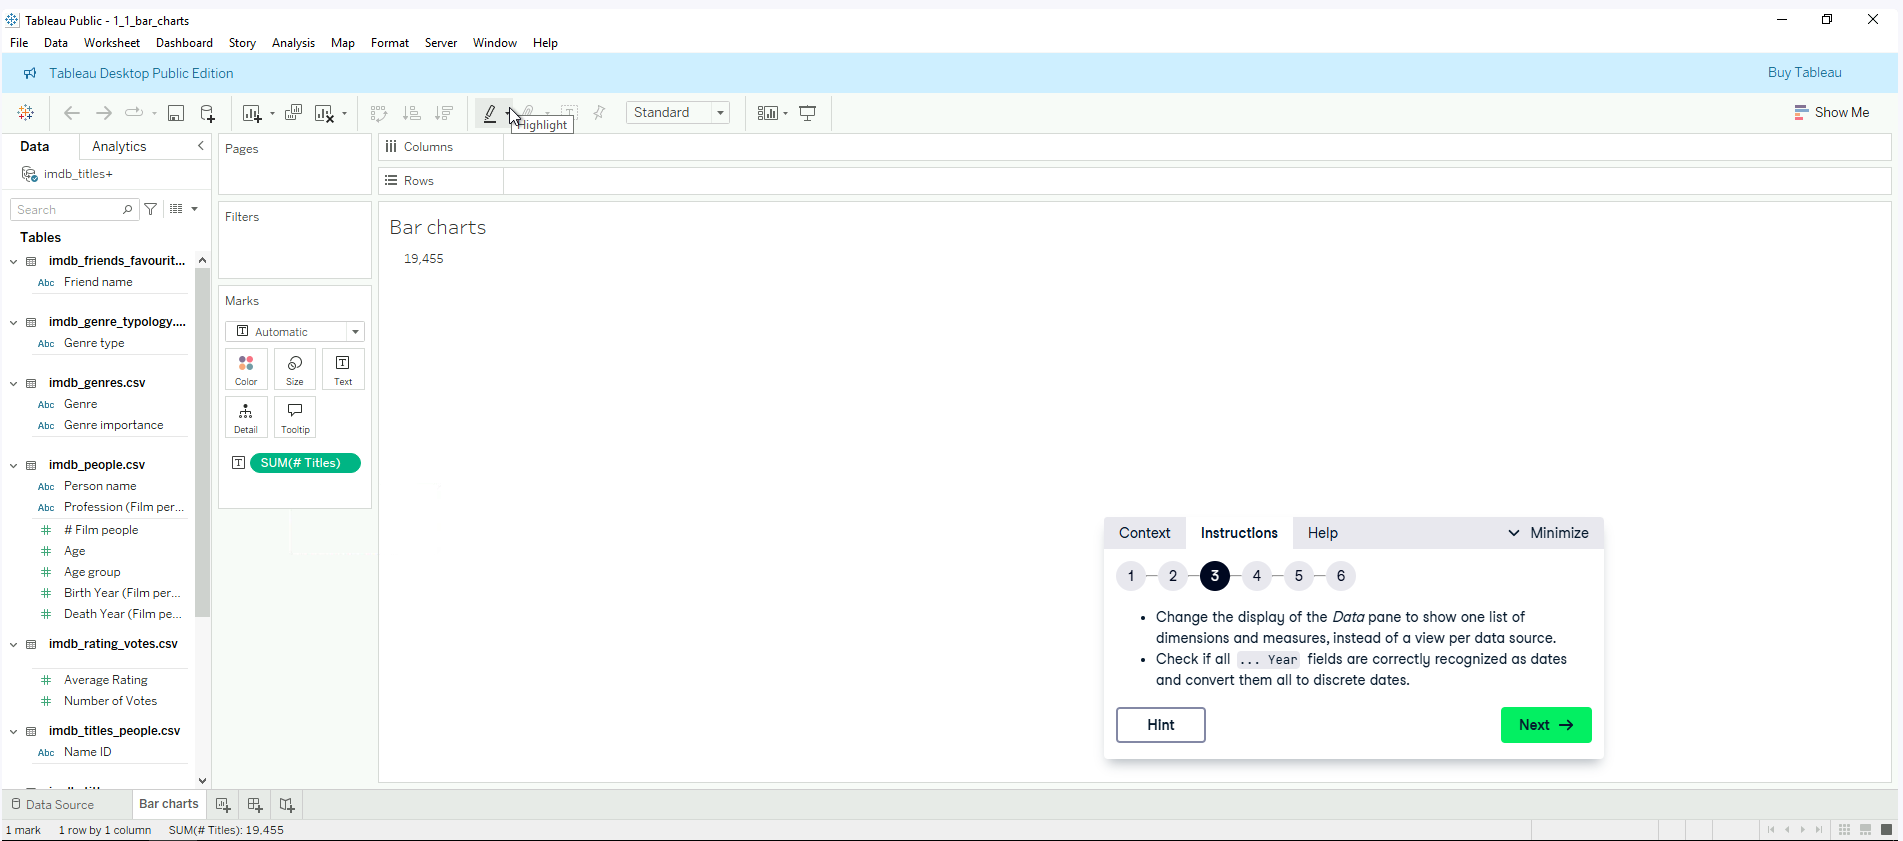 Tableau Public - 1_1_bar_charts
File Data Worksheet Dashboard Story Analysis Map Format Server Window Help
Tableau Desktop Public Edition
Buy Tableau
Standard
Show Me
Highlight
Data Analytics
imdb_titles+
Search
Tables
imdb_friends_favourit...
Abc Friend name
imdb_genre_typology....
Abc Genre type
imdb_genres.csv
Abc Genre
Abc Genre importance
imdb_people.csv
Abc Person name
Abc Profession (Film per...
# Film people
Age
Age group
Birth Year (Film per...
Death Year (Film pe...
imdb_rating_votes.csv
Average Rating
Number of Votes
imdb_titles_people.csv
Abc Name ID
Pages
Filters
Marks
Automatic
Color Size Text
Detail Tooltip
SUM(# Titles)
Columns
Rows
Bar charts
19,455
Context Instructions Help Minimize
1 2 3 4 5 6
• Change the display of the Data pane to show one list of
dimensions and measures, instead of a view per data source.
• Check if all ... Year fields are correctly recognized as dates
and convert them all to discrete dates.
Hint
Next
Data Source Bar charts
1 mark 1 row by 1 column SUM(# Titles): 19,455